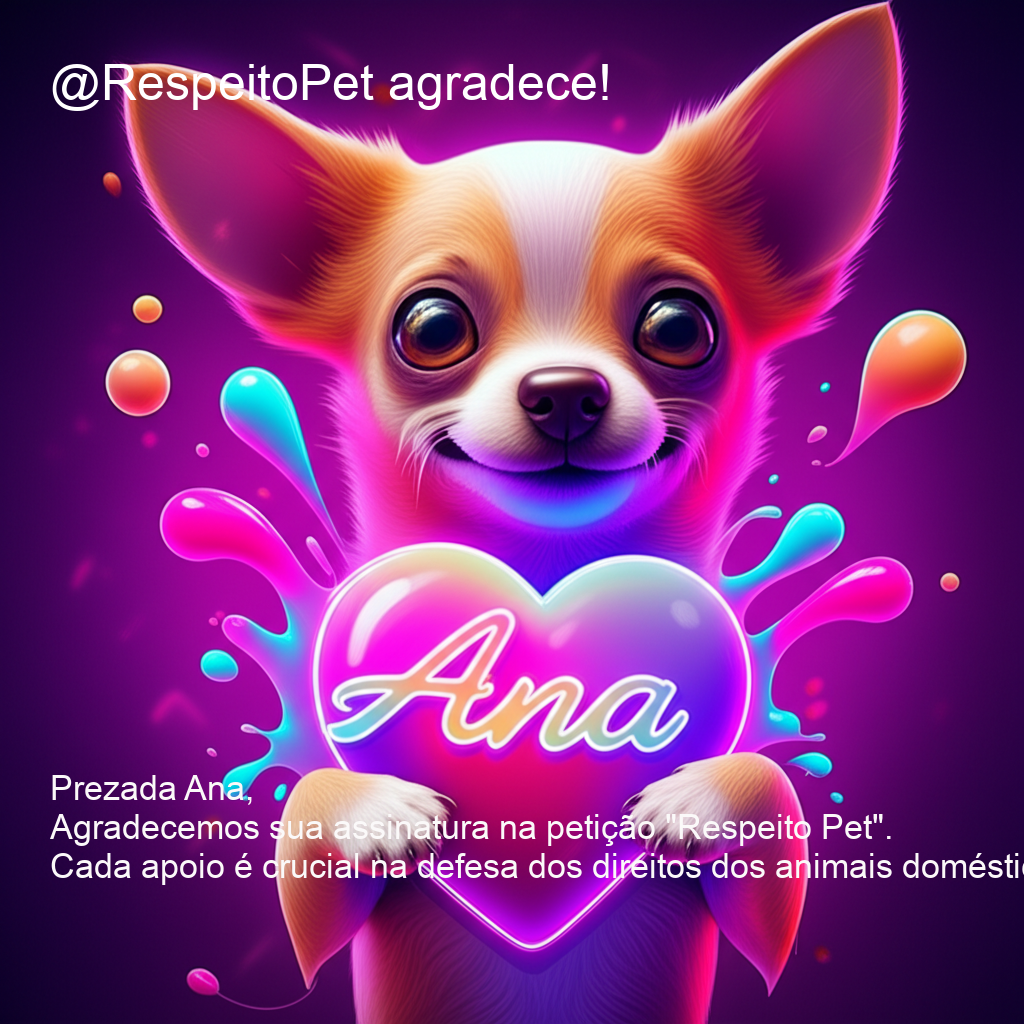 @RespeitoPet agradece!
Ana
Prezada Ana,
Agradecemos sua assinatura na petição "Respeito Pet".
Cada apoio é crucial na defesa dos direitos dos animais